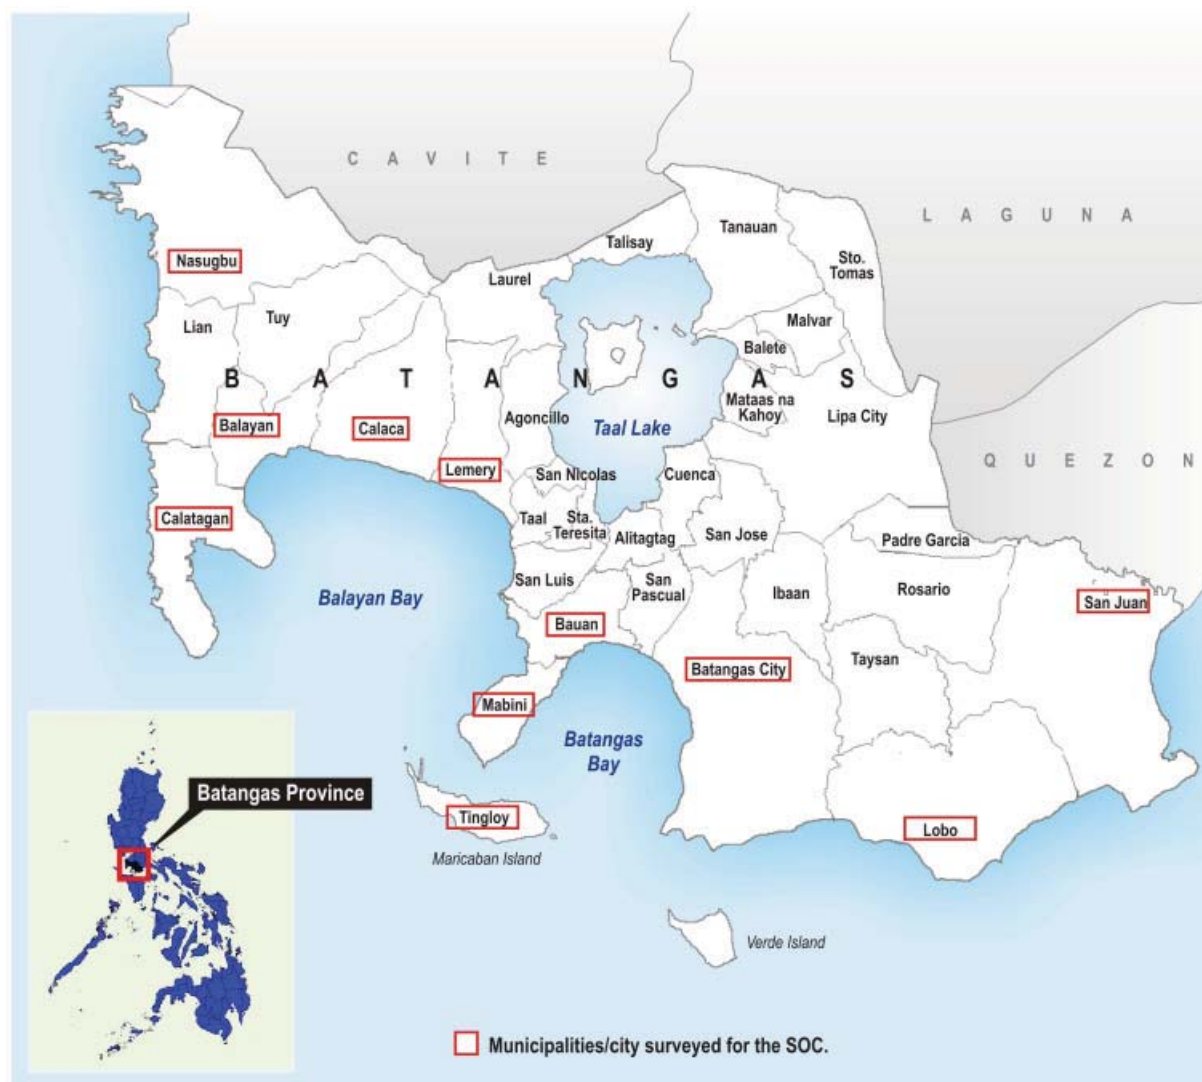 C A V I T E
L A G U N A
Q U E Z O N
B A T A N G A S
Nasugbu
Lian
Tuy
Balayan
Calaca
Calatagan
Laurel
Talisay
Tanauan
Sto.
Tomas
Malvar
Balete
Mataas na
Kahoy
Lipa City
Agoncillo
Taal Lake
Lemery
San Nicolas
Cuenca
Taal
Sta.
Teresita
Alitagtag
San Jose
Padre Garcia
San Luis
San
Pascual
Ibaan
Rosario
San Juan
Balayan Bay
Bauan
Batangas City
Taysan
Mabini
Batangas
Bay
Tingloy
Maricaban Island
Lobo
Verde Island
Batangas Province
Municipalities/city surveyed for the SOC.